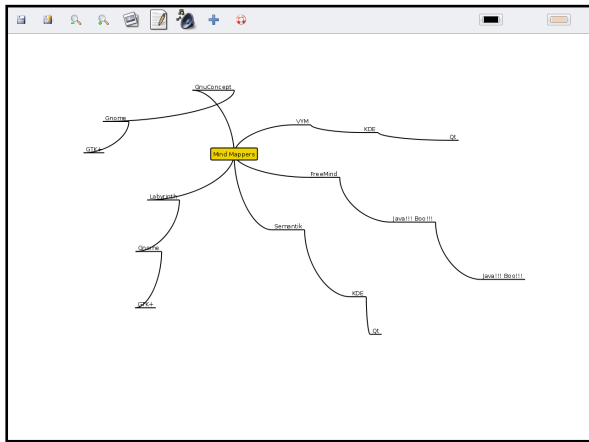 GnuConcept
Gnome
GTK+
VYM
KDE
Qt
Mind Mappers
FreeMind
Java!!! Boo!!!
Java!!! Boo!!!
Labyrinth
Gnome
GTK+
Semantik
KDE
Qt